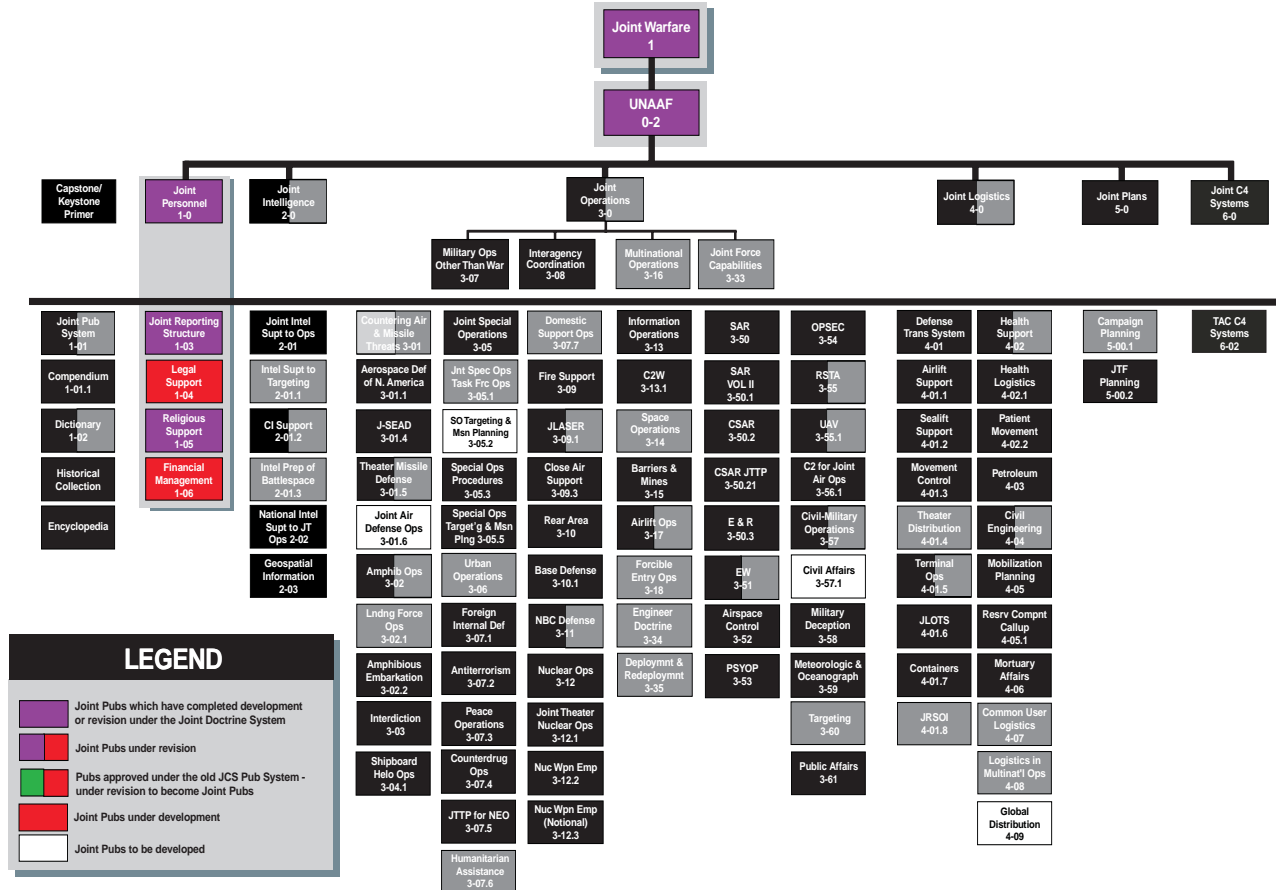 Joint Warfare
1
UNAAF
0-2
Capstone/
Keystone
Primer
Joint
Personnel
1-0
Joint
Intelligence
2-0
Joint
Operations
3-0
Joint Logistics
4-0
Joint Plans
5-0
Joint C4
Systems
6-0
Military Ops
Other Than War
3-07
Interagency
Coordination
3-08
Multinational
Operations
3-16
Joint Force
Capabilities
3-33
Joint Pub
System
1-01
Compendium
1-01.1
Dictionary
1-02
Historical
Collection
Encyclopedia
Joint Reporting
Structure
1-03
Legal
Support
1-04
Religious
Support
1-05
Financial
Management
1-06
Joint Intel
Supt to Ops
2-01
Intel Supt to
Targeting
2-01.1
CI Support
2-01.2
Intel Prep of
Battlespace
2-01.3
National Intel
Supt to JT
Ops 2-02
Geospatial
Information
2-03
Countering Air
& Missile
Threats 3-01
Aerospace Def
of N. America
3-01.1
J-SEAD
3-01.4
Theater Missile
Defense
3-01.5
Joint Air
Defense Ops
3-01.6
Amphib Ops
3-02
Lndng Force
Ops
3-02.1
Amphibious
Embarkation
3-02.2
Interdiction
3-03
Shipboard
Helo Ops
3-04.1
Joint Special
Operations
3-05
Jnt Spec Ops
Task Frc Ops
3-05.1
SO Targeting &
Msn Planning
3-05.2
Special Ops
Procedures
3-05.3
Special Ops
Target'g & Msn
Plng 3-05.5
Urban
Operations
3-06
Foreign
Internal Def
3-07.1
Antiterrorism
3-07.2
Peace
Operations
3-07.3
Counterdrug
Ops
3-07.4
JTTP for NEO
3-07.5
Humanitarian
Assistance
3-07.6
Domestic
Support Ops
3-07.7
Fire Support
3-09
JLASER
3-09.1
Close Air
Support
3-09.3
Rear Area
3-10
Base Defense
3-10.1
NBC Defense
3-11
Nuclear Ops
3-12
Joint Theater
Nuclear Ops
3-12.1
Nuc Wpn Emp
3-12.2
Nuc Wpn Emp
(Notional)
3-12.3
Information
Operations
3-13
C2W
3-13.1
Space
Operations
3-14
Barriers &
Mines
3-15
Airlift Ops
3-17
Forcible
Entry Ops
3-18
Engineer
Doctrine
3-34
Deploymnt &
Redeploymnt
3-35
SAR
3-50
SAR
VOL II
3-50.1
CSAR
3-50.2
CSAR JTTP
3-50.21
E & R
3-50.3
EW
3-51
Airspace
Control
3-52
PSYOP
3-53
OPSEC
3-54
RSTA
3-55
UAV
3-55.1
C2 for Joint
Air Ops
3-56.1
Civil-Military
Operations
3-57
Civil Affairs
3-57.1
Military
Deception
3-58
Meteorologic &
Oceanograph
3-59
Targeting
3-60
Public Affairs
3-61
Defense
Trans System
4-01
Airlift
Support
4-01.1
Sealift
Support
4-01.2
Movement
Control
4-01.3
Theater
Distribution
4-01.4
Terminal
Ops
4-01.5
JLOTS
4-01.6
Containers
4-01.7
JRSOI
4-01.8
Health
Support
4-02
Health
Logistics
4-02.1
Patient
Movement
4-02.2
Petroleum
4-03
Civil
Engineering
4-04
Mobilization
Planning
4-05
Resrv Compnt
Callup
4-05.1
Mortuary
Affairs
4-06
Common User
Logistics
4-07
Logistics in
Multinat'l Ops
4-08
Global
Distribution
4-09
Campaign
Planning
5-00.1
JTF
Planning
5-00.2
TAC C4
Systems
6-02
LEGEND
Joint Pubs which have completed development
or revision under the Joint Doctrine System
Joint Pubs under revision
Pubs approved under the old JCS Pub System -
under revision to become Joint Pubs
Joint Pubs under development
Joint Pubs to be developed